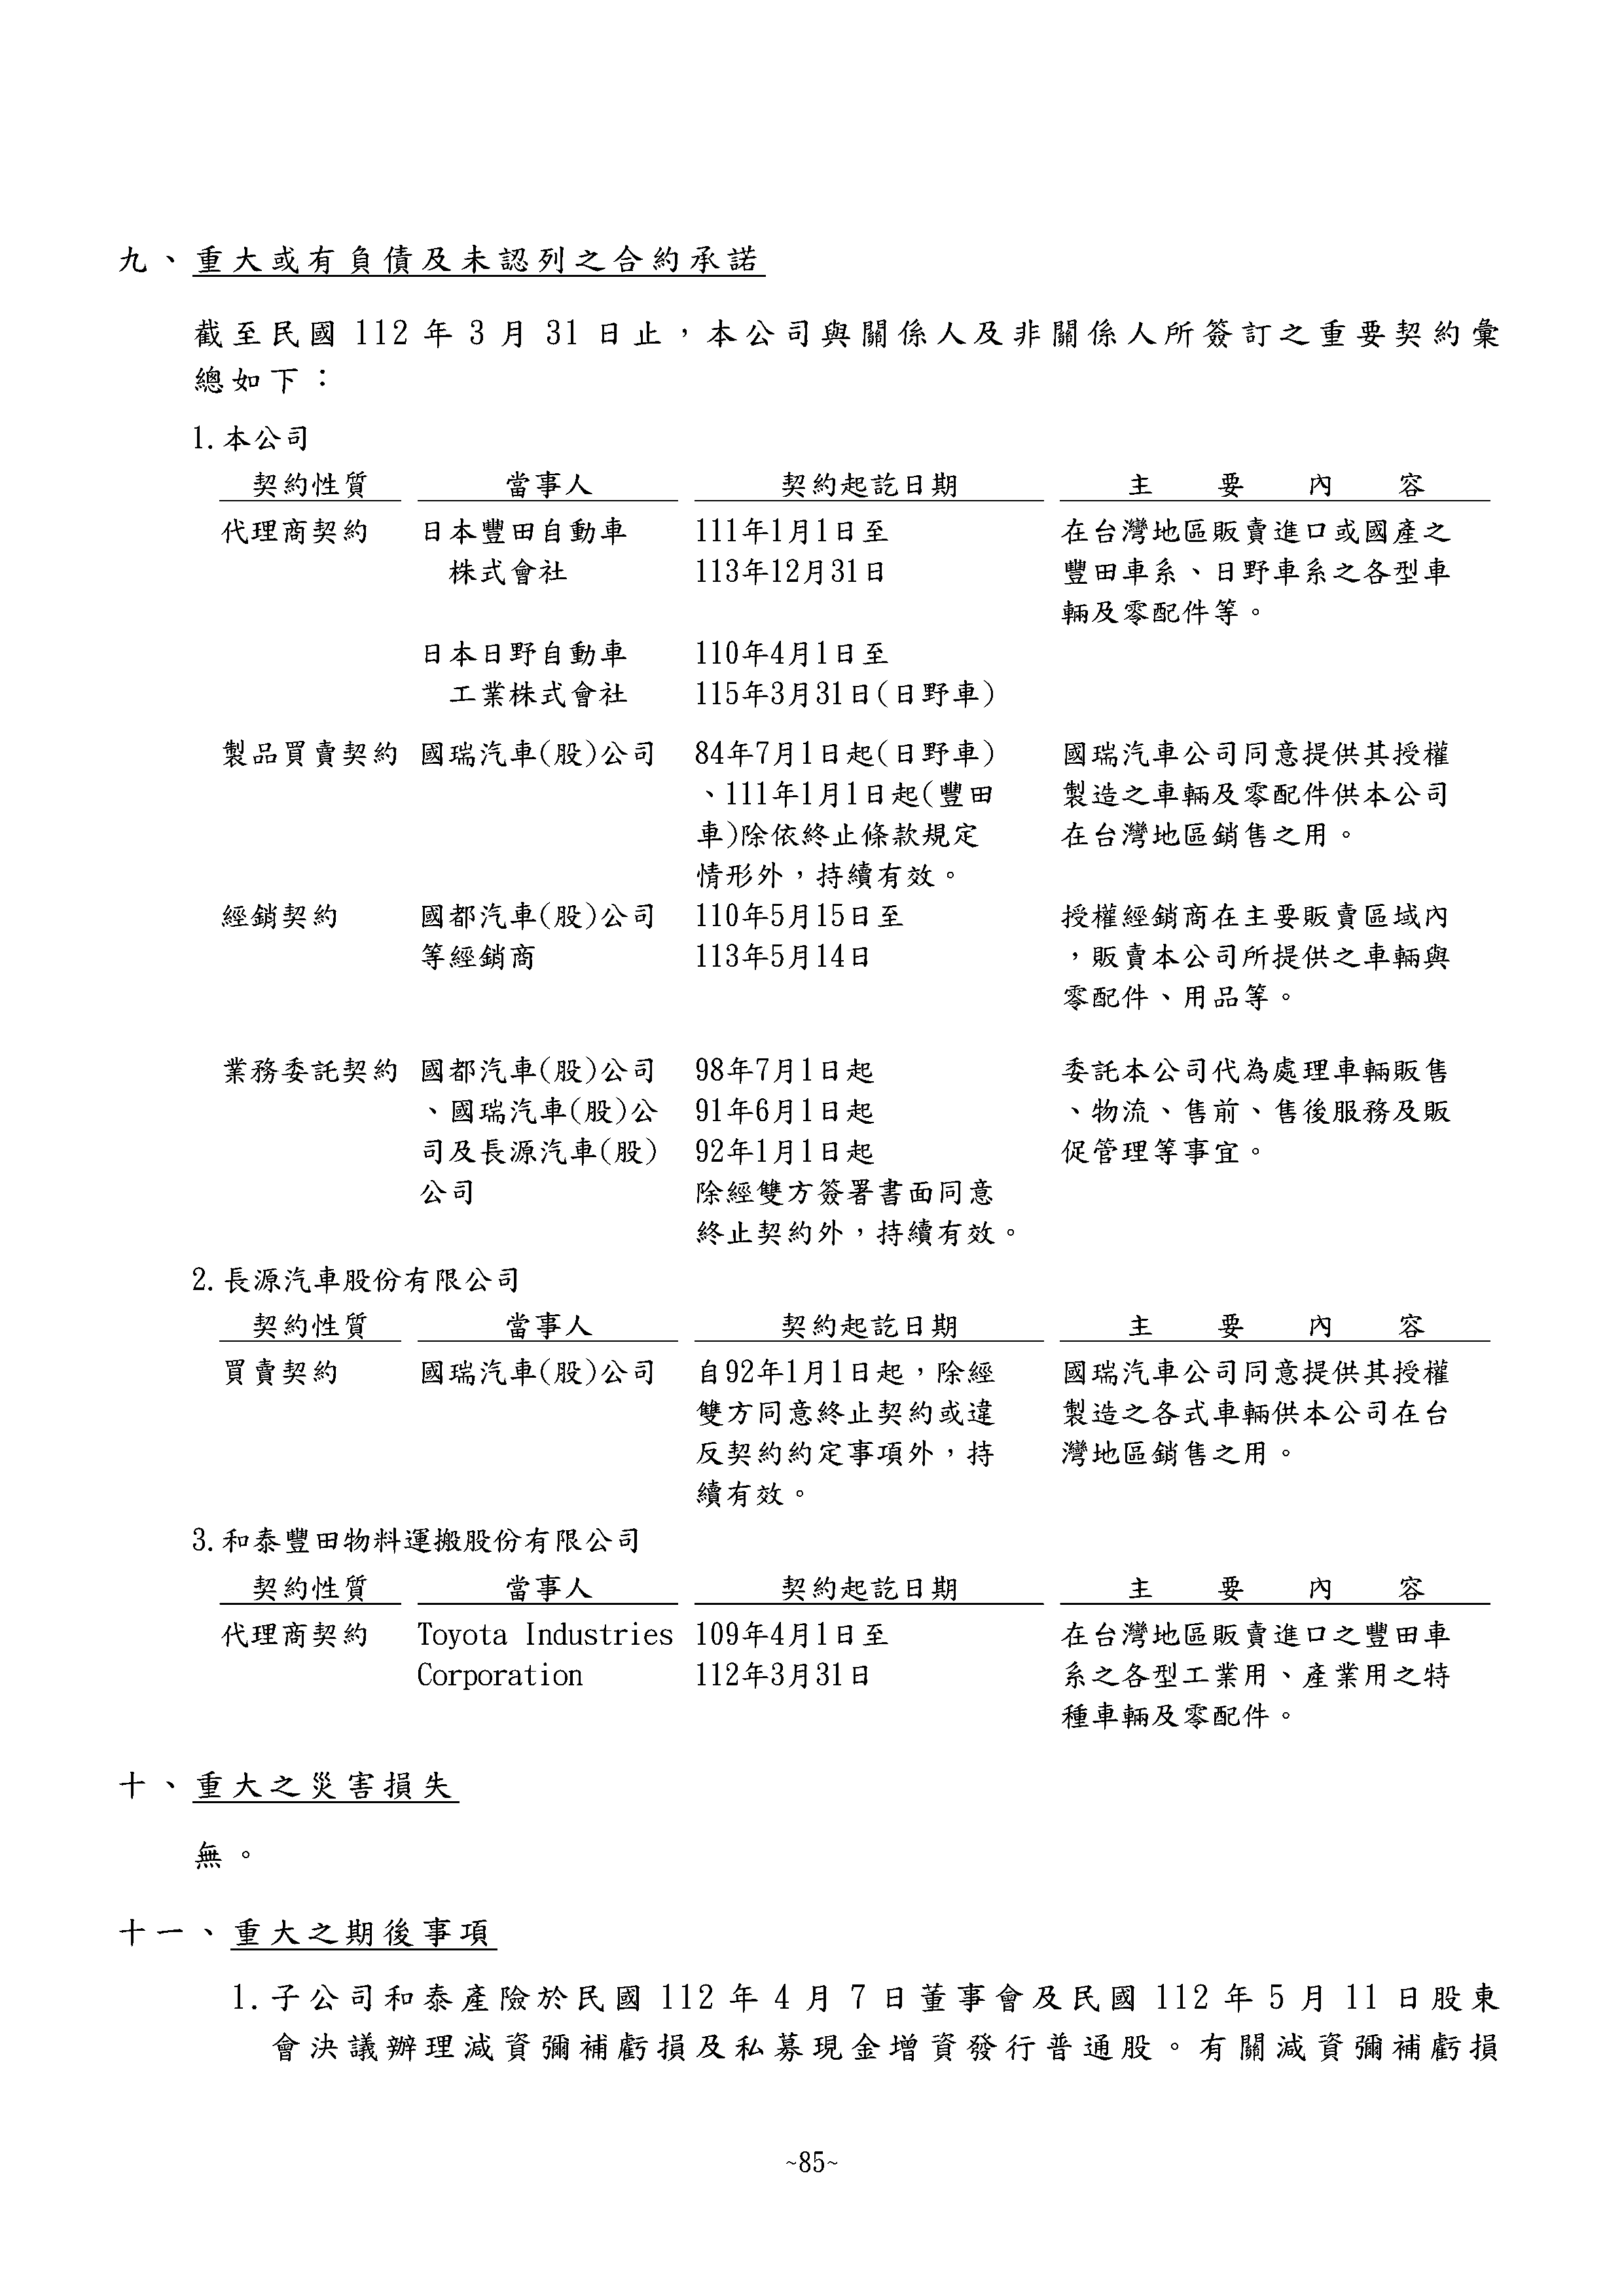 九、重大或有負債及未認列之合約承諾
截至民國 112 年 3 月 31 日止，本公司與關係人及非關係人所簽訂之重要契約彙
總如下：
1.本公司
契約性質 當事人 契約起訖日期 主 要 內 容
代理商契約 日本豐田自動車 111年1月1日至 在台灣地區販賣進口或國產之
株式會社 113年12月31日 豐田車系、日野車系之各型車
輛及零配件等。
日本日野自動車 110年4月1日至
工業株式會社 115年3月31日(日野車)
製品買賣契約 國瑞汽車(股)公司 84年7月1日起(日野車) 國瑞汽車公司同意提供其授權
、111年1月1日起(豐田 製造之車輛及零配件供本公司
車)除依終止條款規定 在台灣地區銷售之用。
情形外，持續有效。
經銷契約 國都汽車(股)公司 110年5月15日至 授權經銷商在主要販賣區域內
等經銷商 113年5月14日 ，販賣本公司所提供之車輛與
零配件、用品等。
業務委託契約 國都汽車(股)公司 98年7月1日起 委託本公司代為處理車輛販售
、國瑞汽車(股)公 91年6月1日起 、物流、售前、售後服務及販
司及長源汽車(股) 92年1月1日起 促管理等事宜。
公司 除經雙方簽署書面同意
終止契約外，持續有效。
2.長源汽車股份有限公司
契約性質 當事人 契約起訖日期 主 要 內 容
買賣契約 國瑞汽車(股)公司 自92年1月1日起，除經 國瑞汽車公司同意提供其授權
雙方同意終止契約或違 製造之各式車輛供本公司在台
反契約約定事項外，持 灣地區銷售之用。
續有效。
3.和泰豐田物料運搬股份有限公司
契約性質 當事人 契約起訖日期 主 要 內 容
代理商契約 Toyota Industries 109年4月1日至 在台灣地區販賣進口之豐田車
Corporation 112年3月31日 系之各型工業用、產業用之特
種車輛及零配件。
十、重大之災害損失
無。
十一、重大之期後事項
1.子公司和泰產險於民國 112 年 4 月 7 日董事會及民國 112 年 5 月 11 日股東
會決議辦理減資彌補虧損及私募現金增資發行普通股。有關減資彌補虧損
~85~